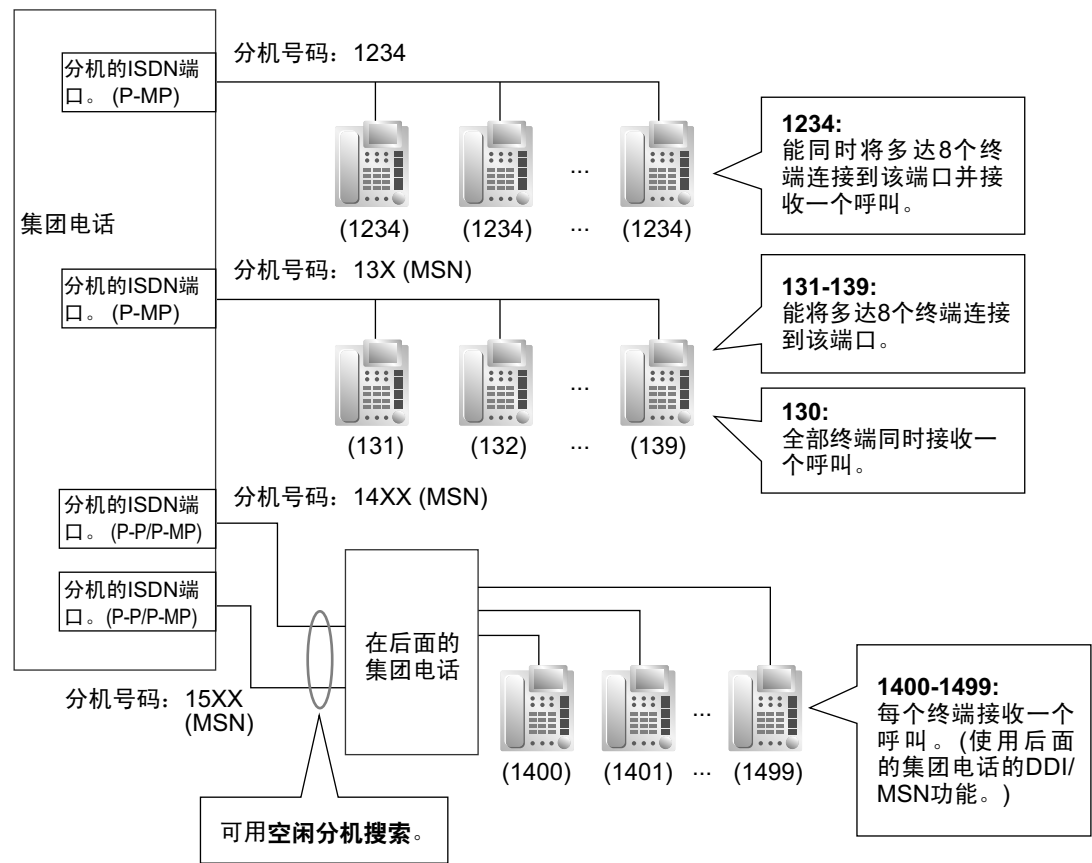 分机号码：1234
分机的ISDN端
口。 (P-MP)
1234:
能同时将多达8个终
端连接到该端口并接
收一个呼叫。
...
(1234) (1234) ... (1234)
集团电话
分机号码：13X (MSN)
分机的ISDN端
口。 (P-MP)
131-139:
能将多达8个终端连接
到该端口。
...
(131) (132) ... (139)
130:
全部终端同时接收一
个呼叫。
分机号码：14XX (MSN)
分机的ISDN端
口。 (P-P/P-MP)
分机的ISDN端
口。(P-P/P-MP)
在后面的
集团电话
分机号码：15XX
(MSN)
...
(1400) (1401) ... (1499)
1400-1499:
每个终端接收一个
呼叫。(使用后面
的集团电话的DDI/
MSN功能。)
可用空闲分机搜索。